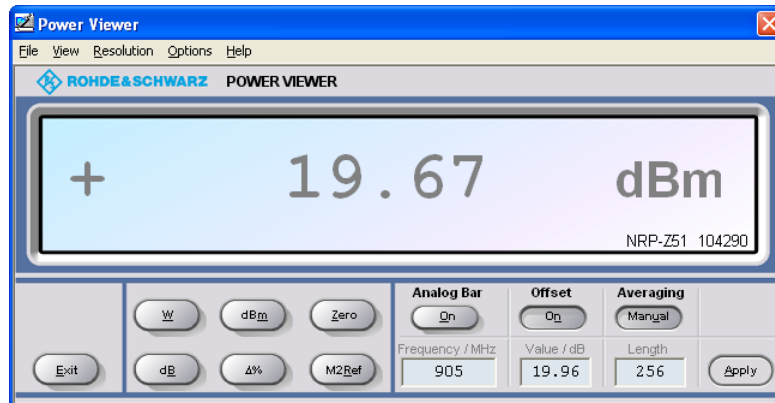 Power Viewer
File View Resolution Options Help
ROHDE&SCHWARZ POWER VIEWER
+ 19.67 dBm
NRP-Z51 104290
Analog Bar Offset Averaging
W dBm Zero On On Manual
Frequency / MHz Value / dB Length
Exit dB Δ% M2Ref 905 19.96 256 Apply